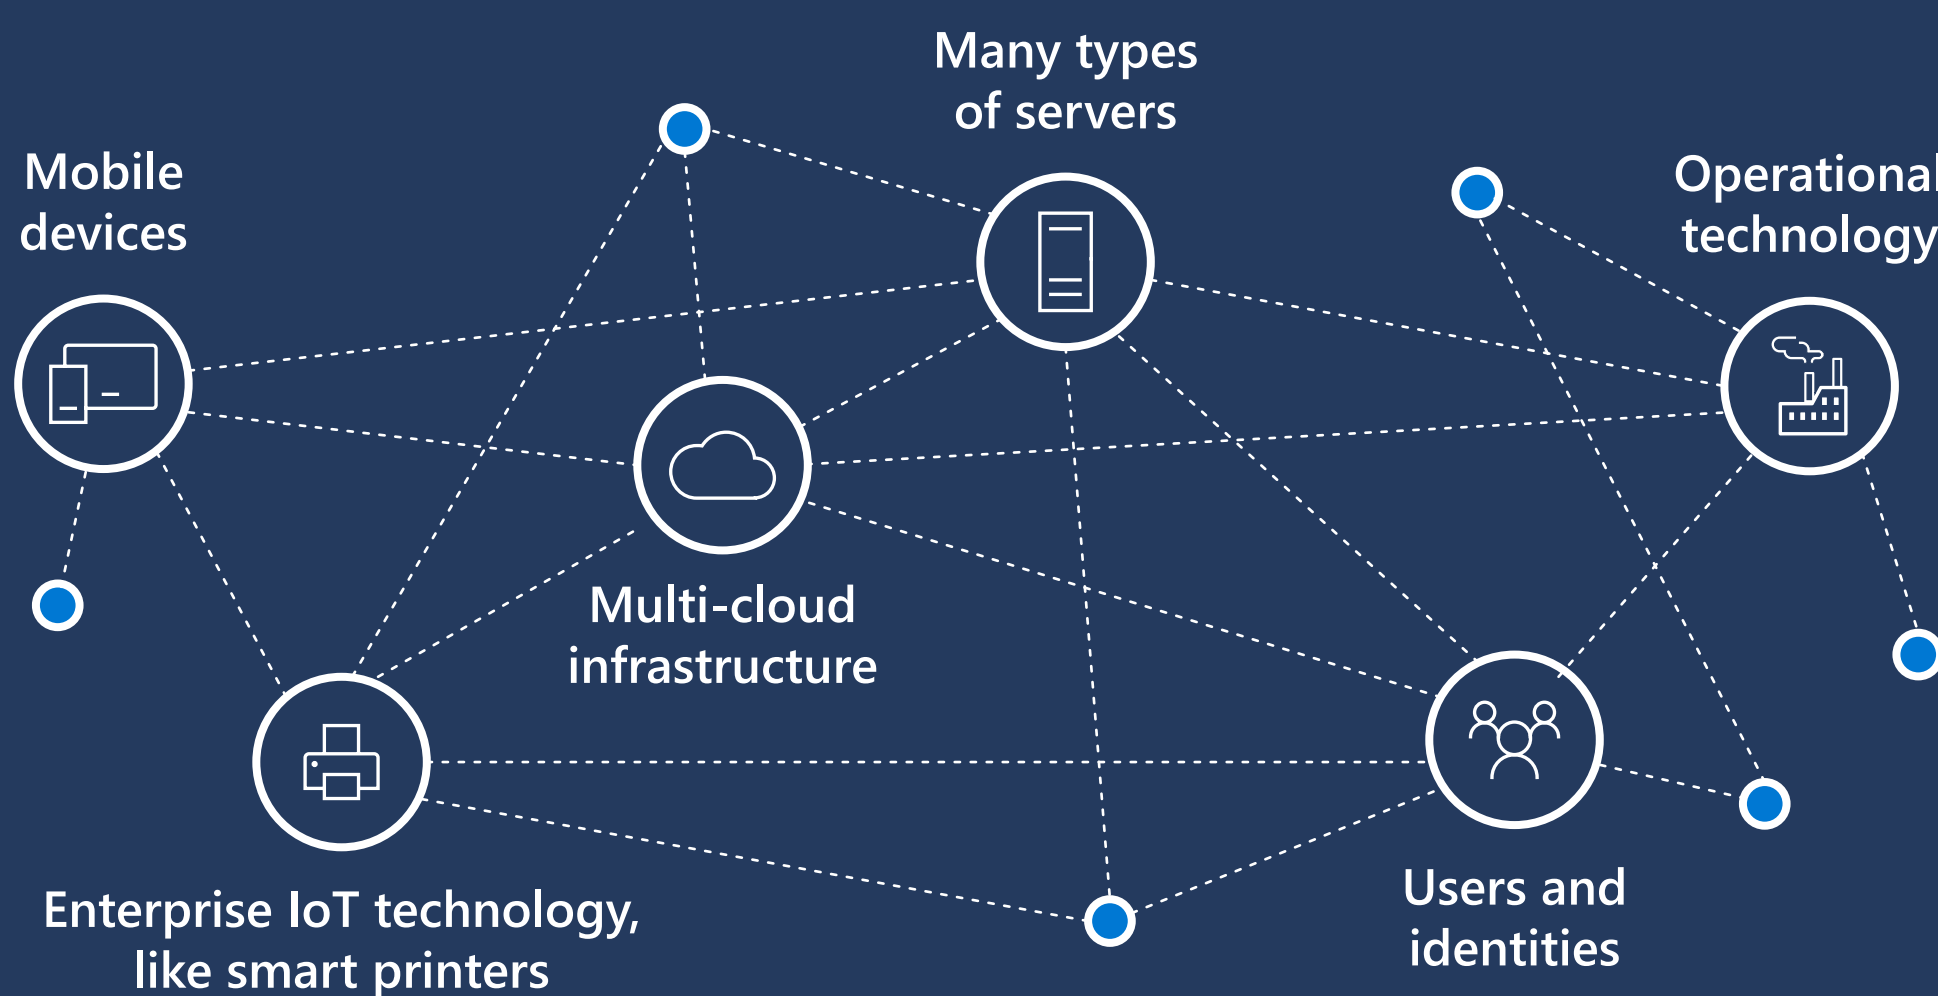 Many types
of servers
Mobile
devices
Operational
technology
Multi-cloud
infrastructure
Enterprise IoT technology,
like smart printers
Users and
identities